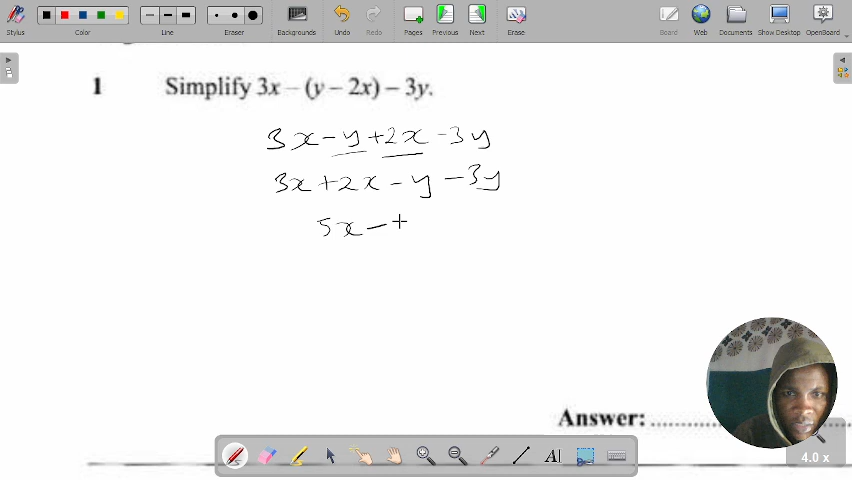 Stylus Color Line Eraser Background Undo Redo Pages Previous Next Erase Board Web Documents Show Desktop OpenBoard
1 Simplify 3x – (y – 2x) – 3y.
3x - y + 2x - 3y
3x + 2x - y - 3y
5x - +
Answer: ....................
4.0 x